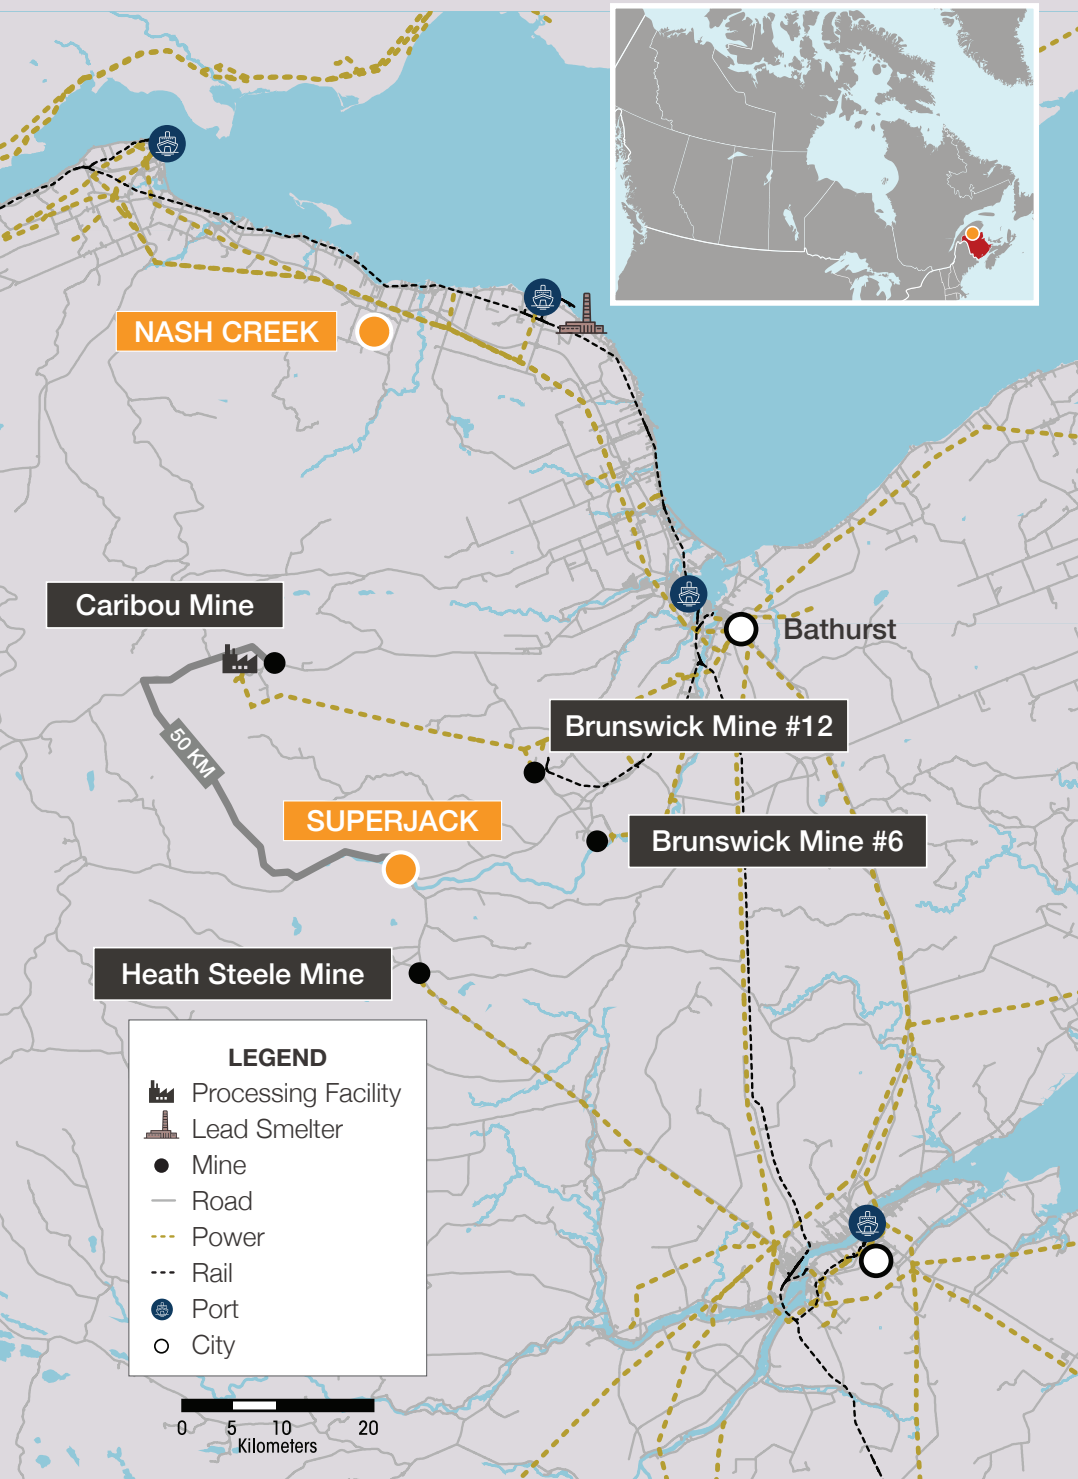 NASH CREEK
Caribou Mine
Bathurst
50 KM
Brunswick Mine #12
SUPERJACK
Brunswick Mine #6
Heath Steele Mine
LEGEND
Processing Facility
Lead Smelter
Mine
Road
Power
Rail
Port
City
0 5 10 20
Kilometers